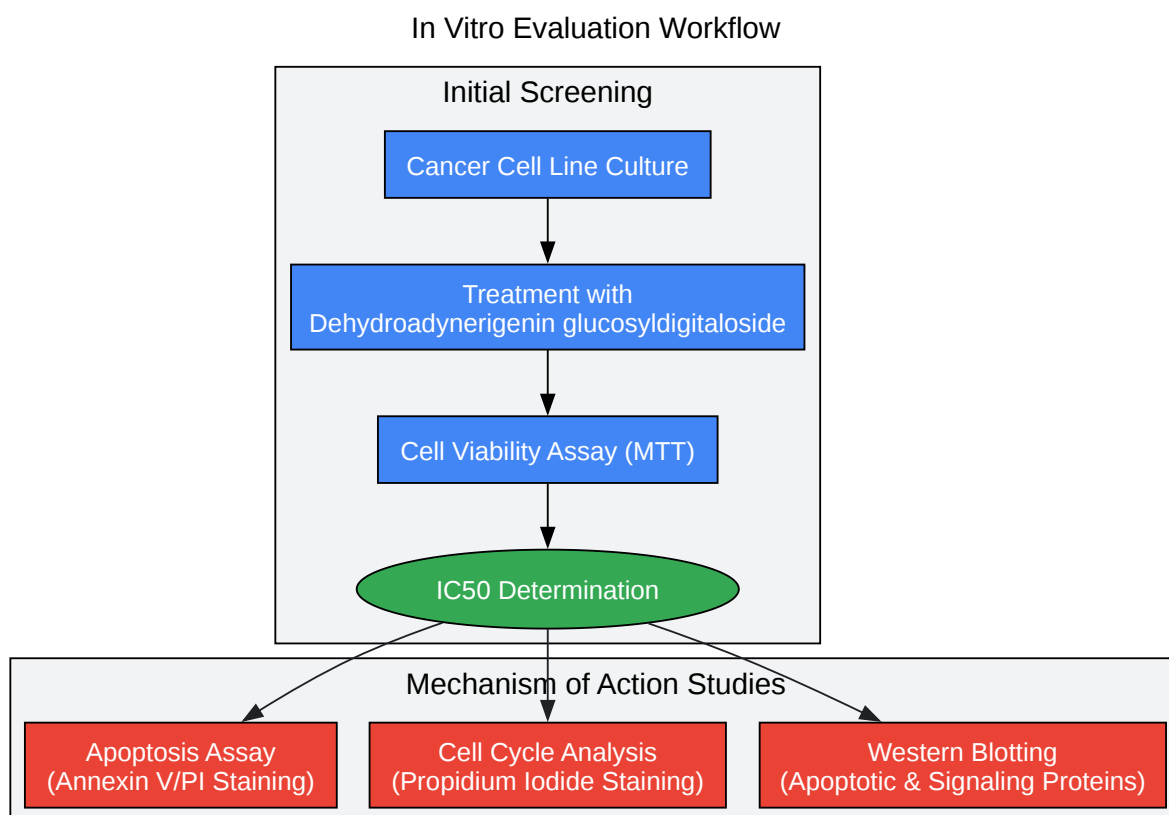 In Vitro Evaluation Workflow
Initial Screening
Cancer Cell Line Culture
Treatment with
Dehydroadynerigenin glucosyldigitaloside
Cell Viability Assay (MTT)
IC50 Determination
Mechanism of Action Studies
Apoptosis Assay
(Annexin V/PI Staining)
Cell Cycle Analysis
(Propidium Iodide Staining)
Western Blotting
(Apoptotic & Signaling Proteins)